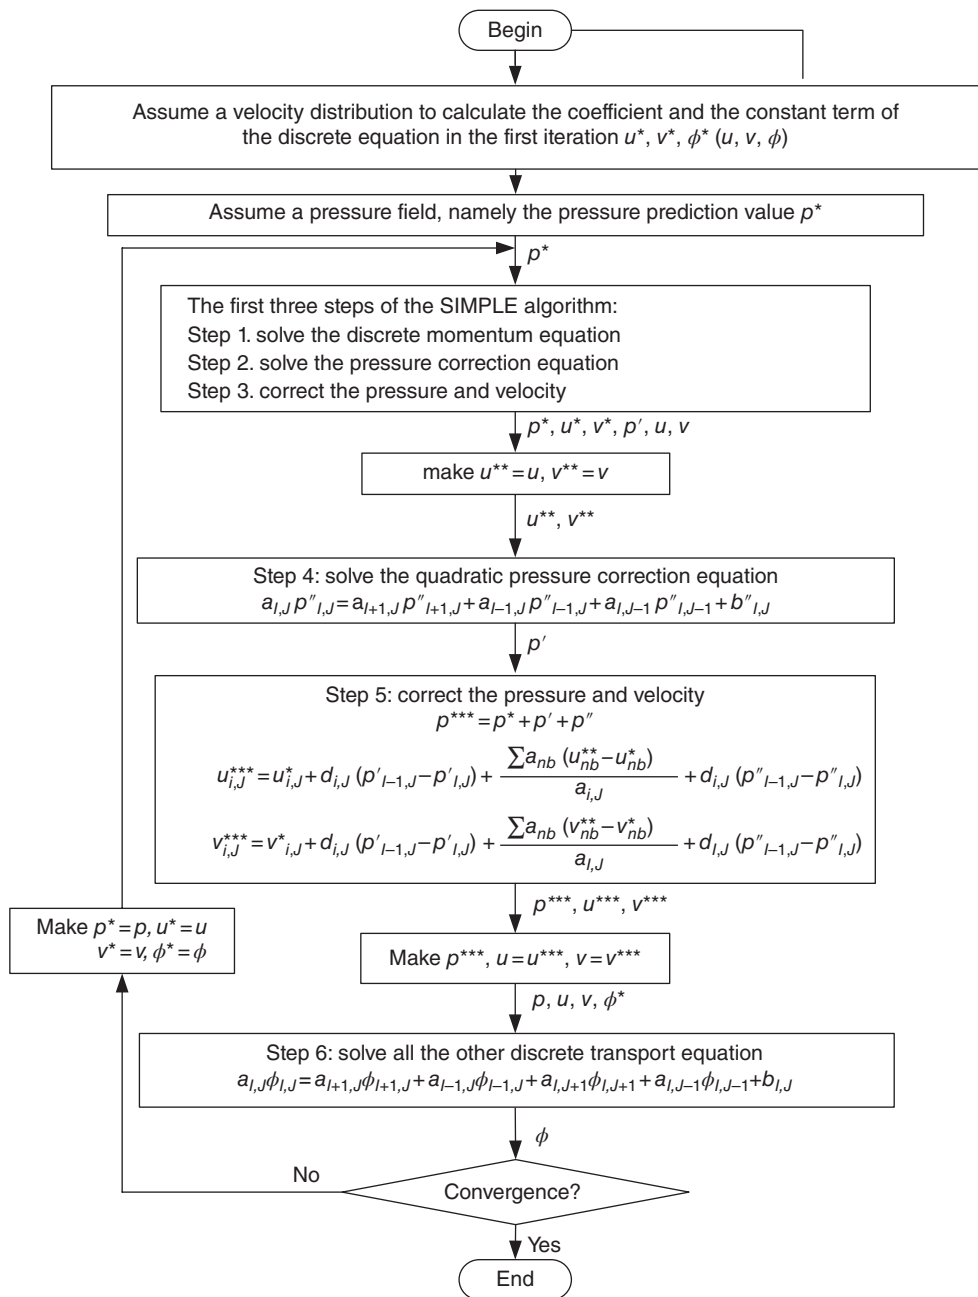 Begin
Assume a velocity distribution to calculate the coefficient and the constant term of
the discrete equation in the first iteration u*, v*, ϕ* (u, v, ϕ)
Assume a pressure field, namely the pressure prediction value p*
p*
The first three steps of the SIMPLE algorithm:
Step 1. solve the discrete momentum equation
Step 2. solve the pressure correction equation
Step 3. correct the pressure and velocity
p*, u*, v*, p′, u, v
make u** = u, v** = v
u**, v**
Step 4: solve the quadratic pressure correction equation
a_{I,J} p″_{I,J} = a_{I+1,J} p″_{I+1,J} + a_{I–1,J} p″_{I–1,J} + a_{I,J–1} p″_{I,J–1} + b″_{I,J}
p′
Step 5: correct the pressure and velocity
p*** = p* + p′ + p″
u***_{i,J} = u*_{i,J} + d_{i,J} (p′_{I–1,J} – p′_{I,J}) + ∑a_{nb} (u**_{nb} – u*_{nb}) / a_{i,J} + d_{i,J} (p″_{I–1,J} – p″_{I,J})
v***_{i,J} = v*_{i,J} + d_{i,J} (p′_{I–1,J} – p′_{I,J}) + ∑a_{nb} (v**_{nb} – v*_{nb}) / a_{I,J} + d_{I,J} (p″_{I–1,J} – p″_{I,J})
p***, u***, v***
Make p* = p, u* = u
v* = v, ϕ* = ϕ
Make p***, u = u***, v = v***
p, u, v, ϕ*
Step 6: solve all the other discrete transport equation
a_{I,J}ϕ_{I,J} = a_{I+1,J}ϕ_{I+1,J} + a_{I–1,J}ϕ_{I–1,J} + a_{I,J+1}ϕ_{I,J+1} + a_{I,J–1}ϕ_{I,J–1} + b_{I,J}
ϕ
No
Convergence?
Yes
End